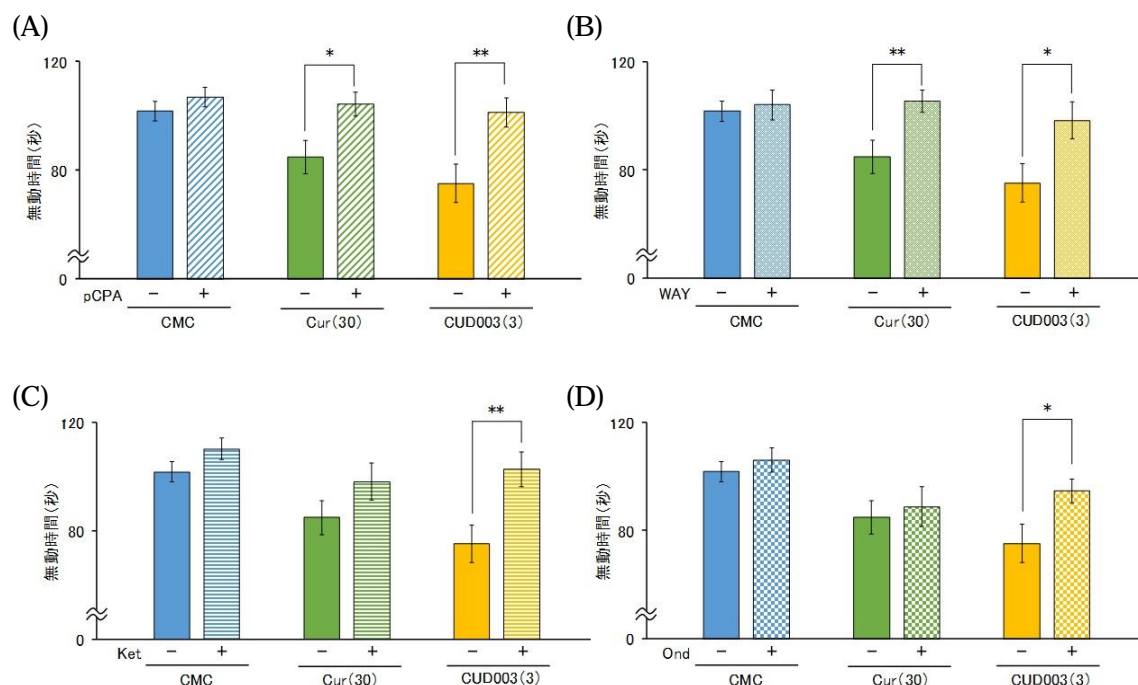 (A)
120
80
0
無動時間(秒)
* **
pCPA − + − + − +
CMC Cur(30) CUD003(3)
(B)
120
80
0
無動時間(秒)
** *
WAY − + − + − +
CMC Cur(30) CUD003(3)
(C)
120
80
0
無動時間(秒)
**
Ket − + − + − +
CMC Cur(30) CUD003(3)
(D)
120
80
0
無動時間(秒)
*
Ond − + − + − +
CMC Cur(30) CUD003(3)